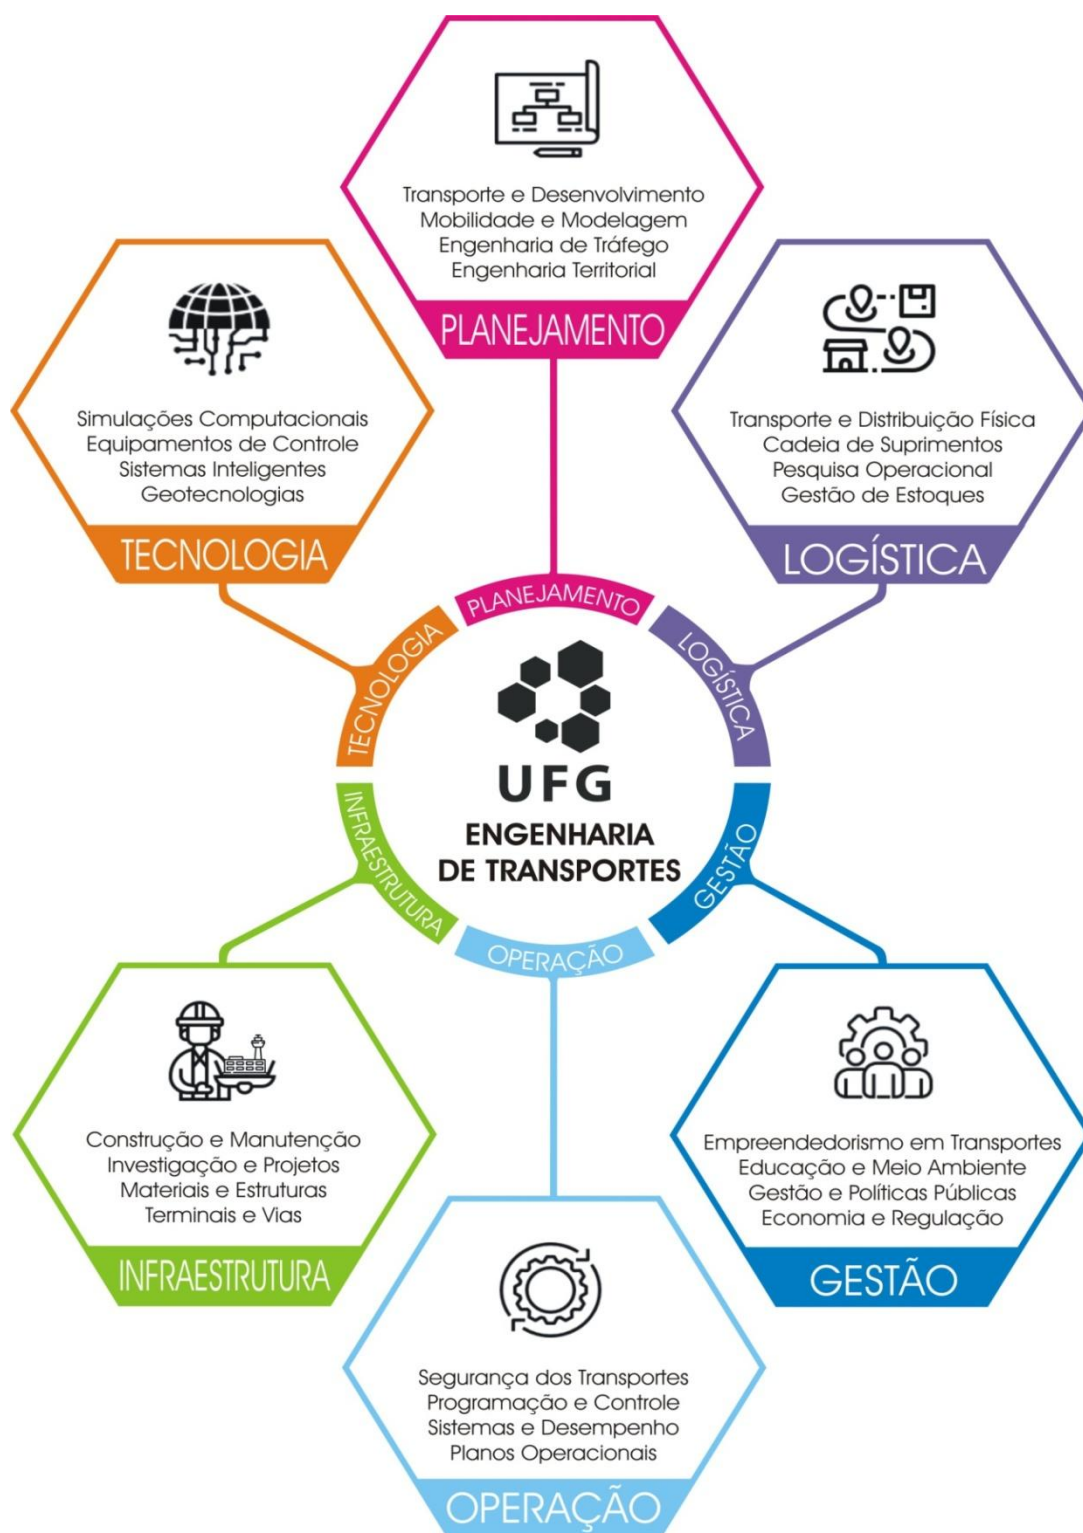 Transporte e Desenvolvimento
Mobilidade e Modelagem
Engenharia de Tráfego
Engenharia Territorial
PLANEJAMENTO
Simulações Computacionais
Equipamentos de Controle
Sistemas Inteligentes
Geotecnologias
TECNOLOGIA
Transporte e Distribuição Física
Cadeia de Suprimentos
Pesquisa Operacional
Gestão de Estoques
LOGÍSTICA
PLANEJAMENTO
TECNOLOGIA
LOGÍSTICA
UFG
ENGENHARIA
DE TRANSPORTES
INFRAESTRUTURA
GESTÃO
OPERAÇÃO
Construção e Manutenção
Investigação e Projetos
Materiais e Estruturas
Terminais e Vias
INFRAESTRUTURA
Empreendedorismo em Transportes
Educação e Meio Ambiente
Gestão e Políticas Públicas
Economia e Regulação
GESTÃO
Segurança dos Transportes
Programação e Controle
Sistemas e Desempenho
Planos Operacionais
OPERAÇÃO